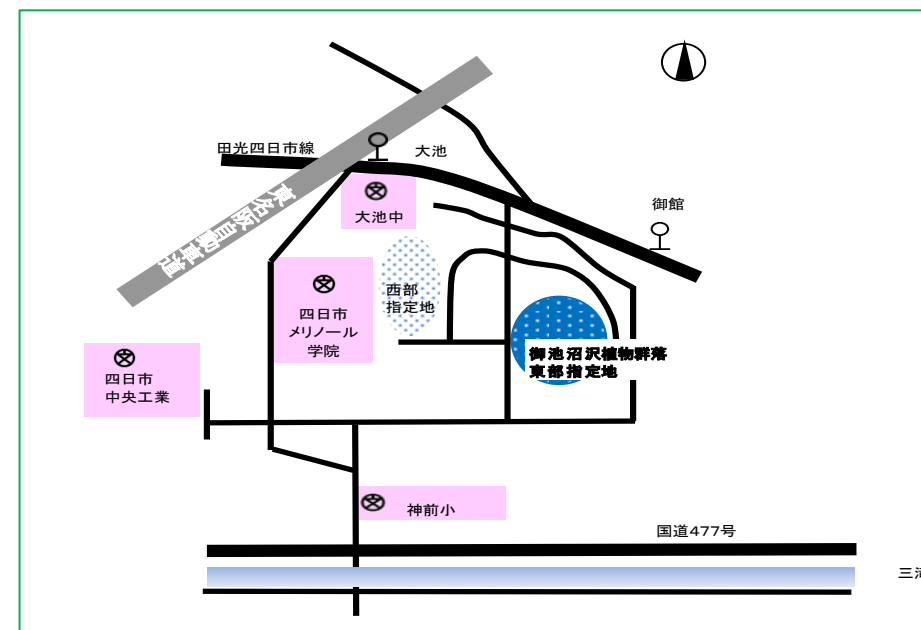 田光四日市線
大池
東名阪自動車道
大池中
御館
西部
指定地
四日市
メリノール
学院
御池沼沢植物群落
東部指定地
四日市
中央工業
神前小
国道477号
三滝